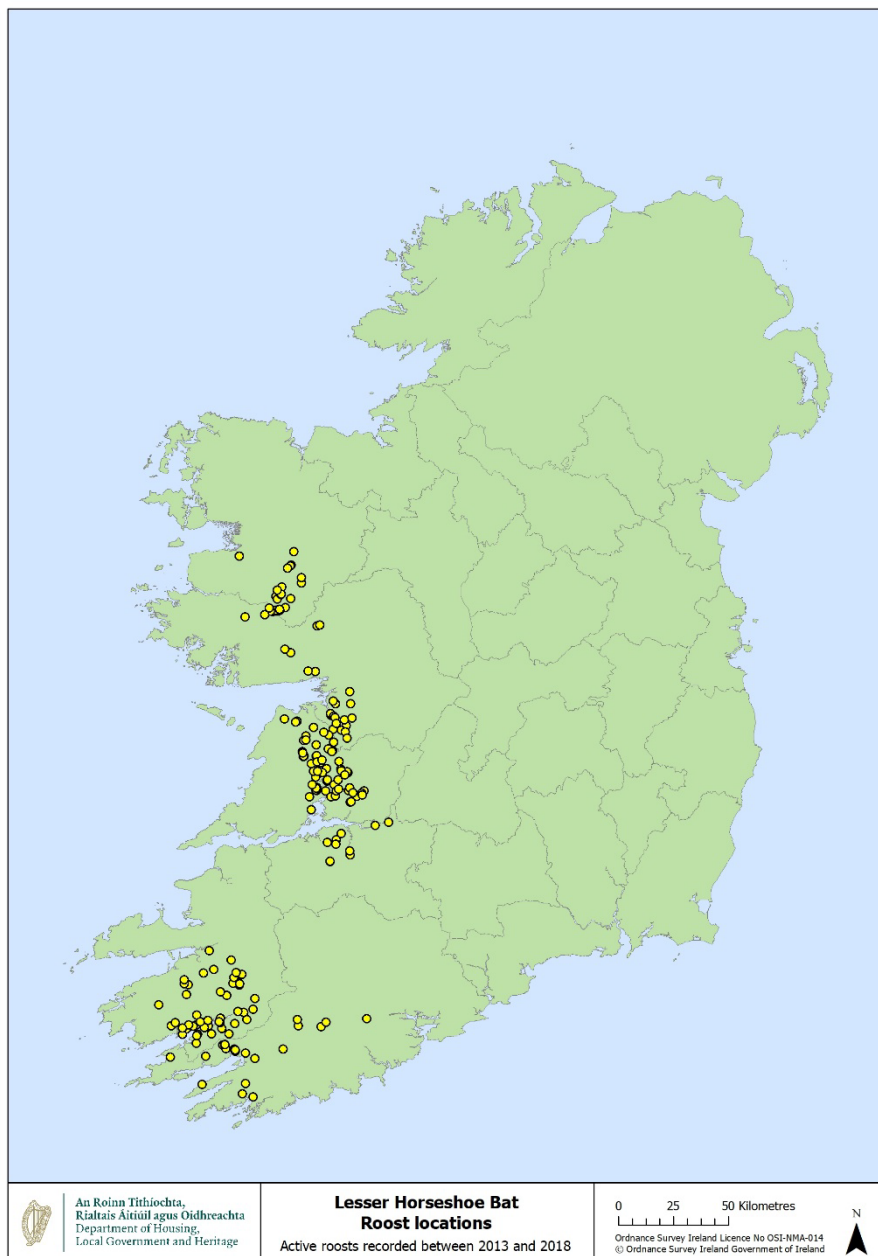 An Roinn Tithíochta,
Rialtais Áitiúil agus Oidhreachta
Department of Housing,
Local Government and Heritage
Lesser Horseshoe Bat
Roost locations
Active roosts recorded between 2013 and 2018
0 25 50 Kilometres
Ordnance Survey Ireland Licence No OSI-NMA-014
© Ordnance Survey Ireland Government of Ireland
N